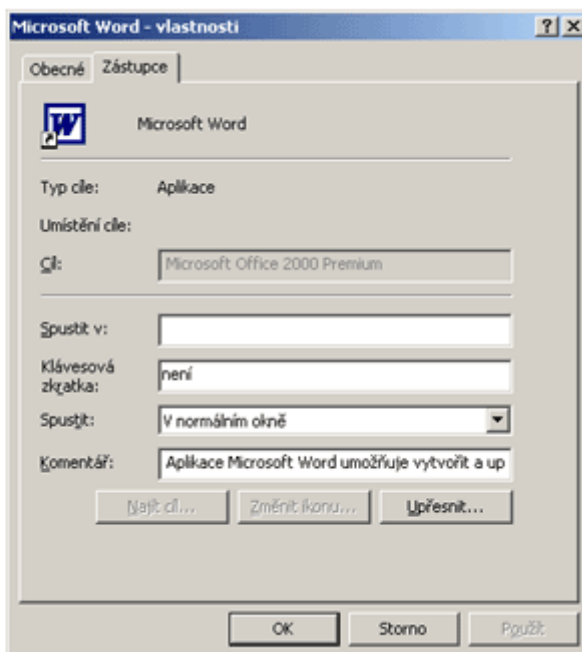 Microsoft Word - vlastnosti
Obecné Zástupce
Microsoft Word
Typ cíle: Aplikace
Umístění cíle:
Cíl: Microsoft Office 2000 Premium
Spustit v:
Klávesová
zkratka: není
Spustit: V normálním okně
Komentář: Aplikace Microsoft Word umožňuje vytvořit a up
Najít cíl... Změnit ikonu... Upřesnit...
OK Storno Použít